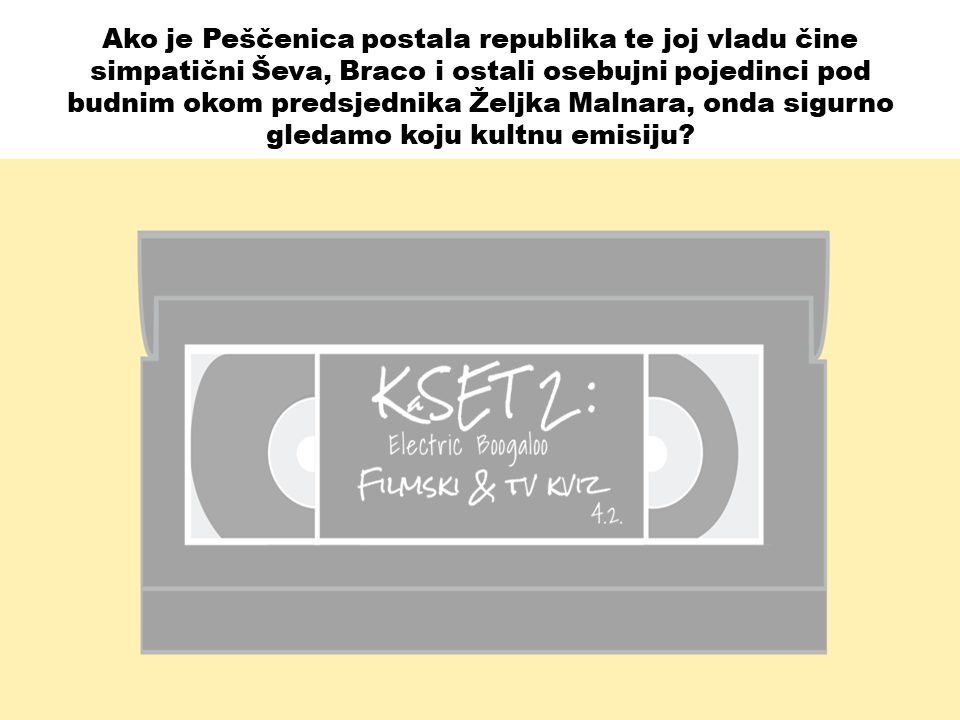 Ako je Peščenica postala republika te joj vladu čine
simpatični Ševa, Braco i ostali osebujni pojedinci pod
budnim okom predsjednika Željka Malnara, onda sigurno
gledamo koju kultnu emisiju?
KaSET 2:
Electric Boogaloo
FILMSKI & TV KVIZ
4.2.